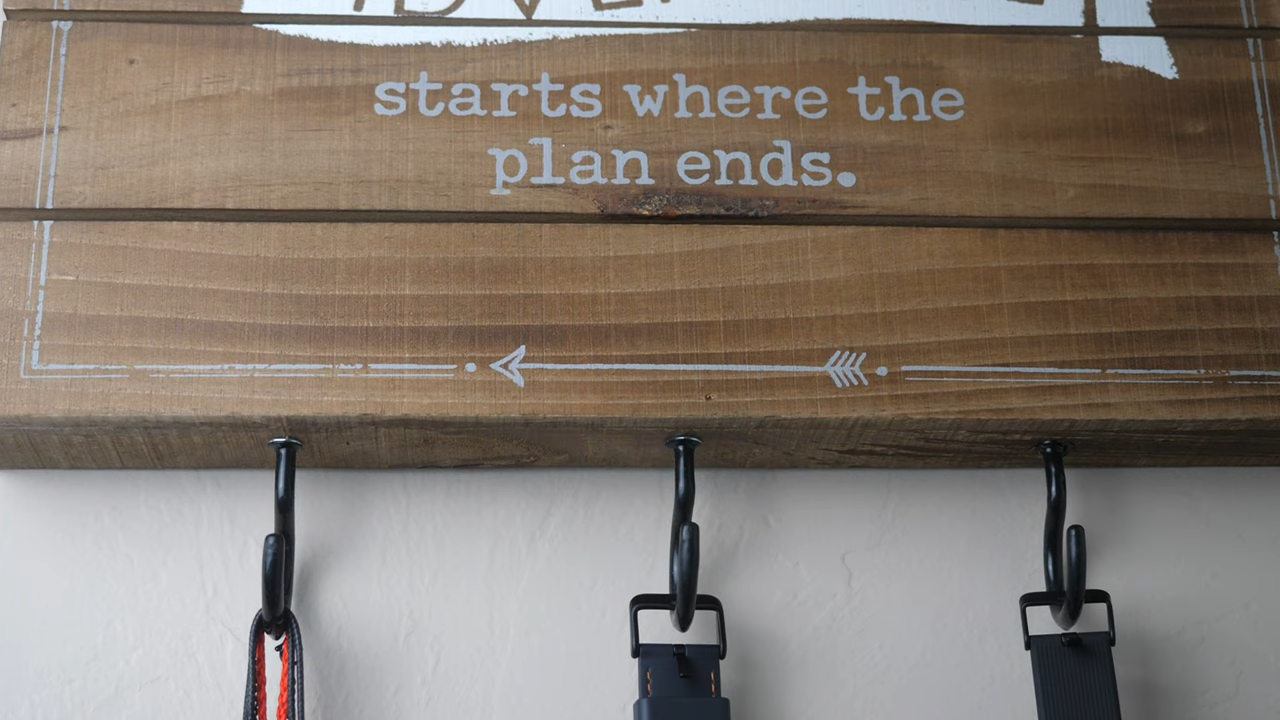 starts where the
plan ends.